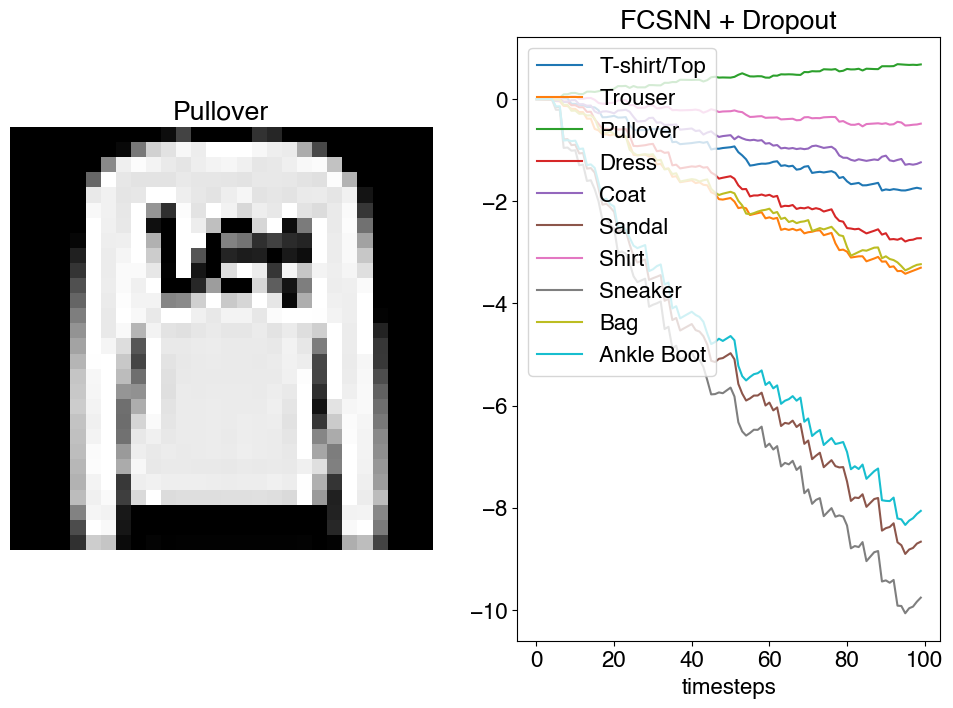 Pullover
FCSNN + Dropout
T-shirt/Top
Trouser
Pullover
Dress
Coat
Sandal
Shirt
Sneaker
Bag
Ankle Boot
0
−2
−4
−6
−8
−10
0 20 40 60 80 100
timesteps